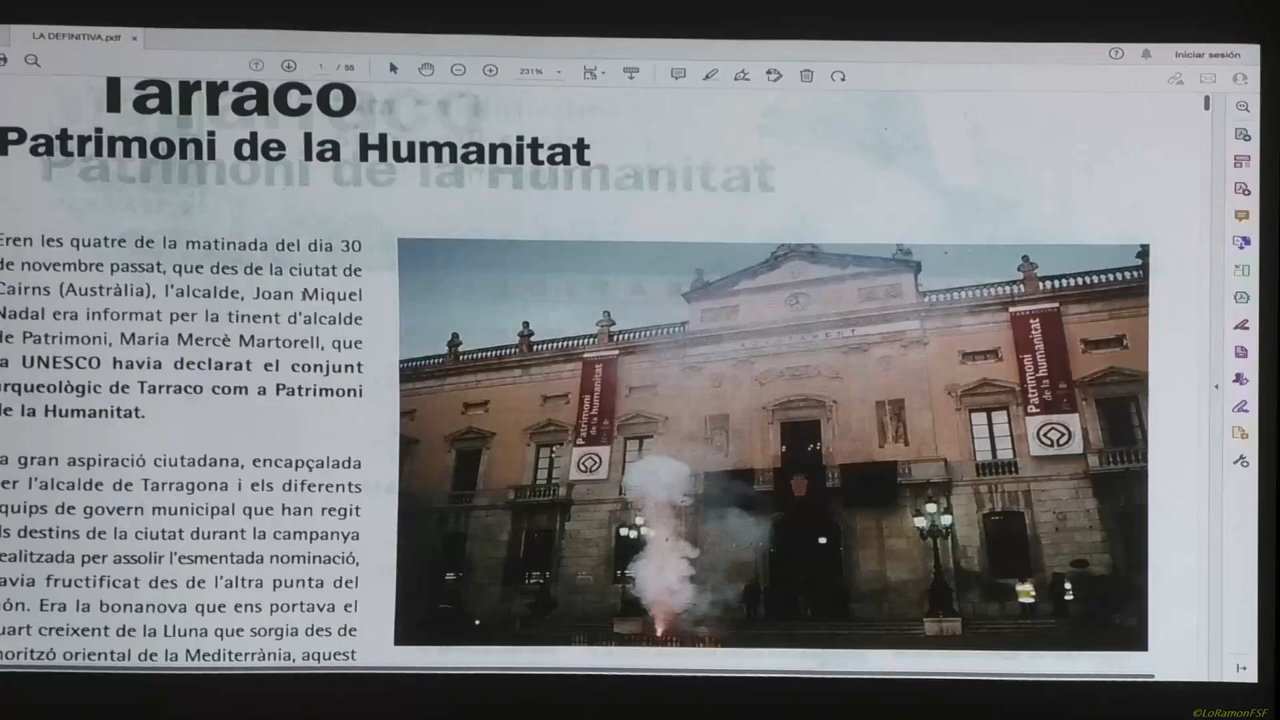 LA DEFINITIVA.pdf ×
Iniciar sesión
1 / 55
231%
Tarraco
Patrimoni de la Humanitat
Eren les quatre de la matinada del dia 30
de novembre passat, que des de la ciutat de
Cairns (Austràlia), l'alcalde, Joan Miquel
Nadal era informat per la tinent d'alcalde
de Patrimoni, Maria Mercè Martorell, que
a UNESCO havia declarat el conjunt
arqueològic de Tarraco com a Patrimoni
de la Humanitat.
a gran aspiració ciutadana, encapçalada
er l'alcalde de Tarragona i els diferents
quips de govern municipal que han regit
ls destins de la ciutat durant la campanya
ealitzada per assolir l'esmentada nominació,
avia fructificat des de l'altra punta del
ón. Era la bonanova que ens portava el
uart creixent de la Lluna que sorgia des de
horitzó oriental de la Mediterrània, aquest
AJUNTAMENT
Patrimoni
de la humanitat
TARRAGONA
Patrimoni
de la humanitat
©LoRamonFSF